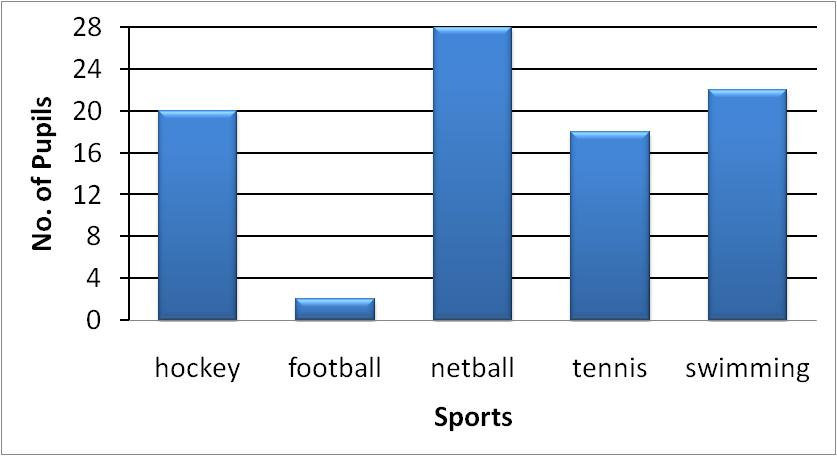 No. of Pupils
28
24
20
16
12
8
4
0
hockey football netball tennis swimming
Sports